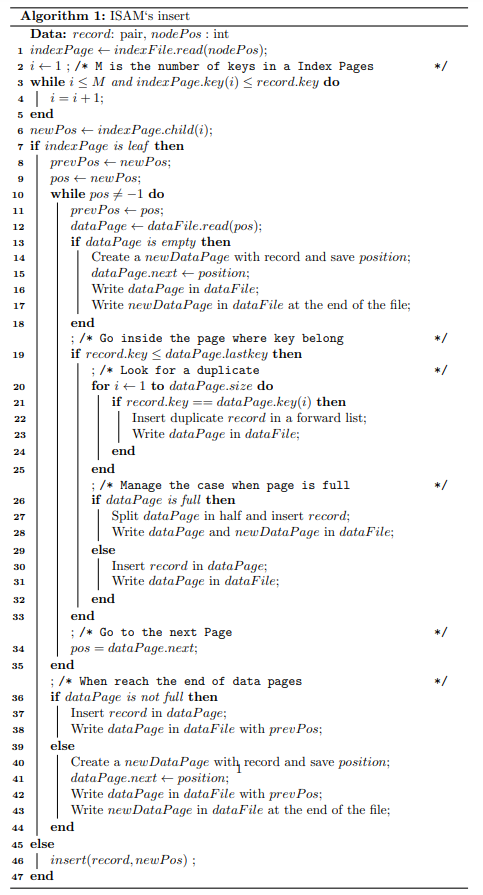 Algorithm 1: ISAM's insert
Data: record: pair, nodePos : int
1 indexPage ← indexFile.read(nodePos);
2 i ← 1 ; /* M is the number of keys in a Index Pages */
3 while i ≤ M and indexPage.key(i) ≤ record.key do
4 i = i + 1;
5 end
6 newPos ← indexPage.child(i);
7 if indexPage is leaf then
8 prevPos ← newPos;
9 pos ← newPos;
10 while pos ≠ −1 do
11 prevPos ← pos;
12 dataPage ← dataFile.read(pos);
13 if dataPage is empty then
14 Create a newDataPage with record and save position;
15 dataPage.next ← position;
16 Write dataPage in dataFile;
17 Write newDataPage in dataFile at the end of the file;
18 end
; /* Go inside the page where key belong */
19 if record.key ≤ dataPage.lastkey then
; /* Look for a duplicate */
20 for i ← 1 to dataPage.size do
21 if record.key == dataPage.key(i) then
22 Insert duplicate record in a forward list;
23 Write dataPage in dataFile;
24 end
25 end
; /* Manage the case when page is full */
26 if dataPage is full then
27 Split dataPage in half and insert record;
28 Write dataPage and newDataPage in dataFile;
29 else
30 Insert record in dataPage;
31 Write dataPage in dataFile;
32 end
33 end
; /* Go to the next Page */
34 pos = dataPage.next;
35 end
; /* When reach the end of data pages */
36 if dataPage is not full then
37 Insert record in dataPage;
38 Write dataPage in dataFile with prevPos;
39 else
40 Create a newDataPage with record and save position;
1
41 dataPage.next ← position;
42 Write dataPage in dataFile with prevPos;
43 Write newDataPage in dataFile at the end of the file;
44 end
45 else
46 insert(record,newPos) ;
47 end